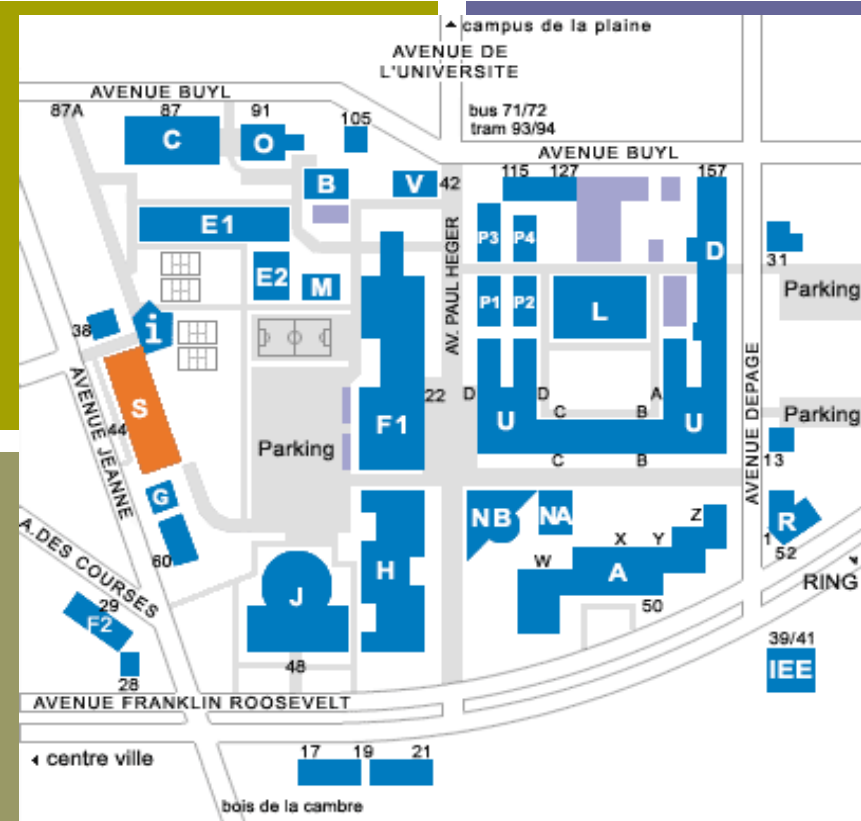 campus de la plaine
AVENUE DE
L'UNIVERSITE
AVENUE BUYL
87A
87
91
105
bus 71/72
tram 93/94
AVENUE BUYL
C
O
B
V
42
115
127
157
E1
P3
P4
D
31
E2
M
AV. PAUL HEGER
P1
P2
L
Parking
38
i
S
44
AVENUE JEANNE
22
D
D
C
B
A
F1
U
U
AVENUE DEPAGE
Parking
Parking
C
B
13
G
60
NB
NA
Z
X
Y
W
R
1
52
A. DES COURSES
H
A
RING
29
F2
J
50
28
48
39/41
IEE
AVENUE FRANKLIN ROOSEVELT
centre ville
17
19
21
bois de la cambre